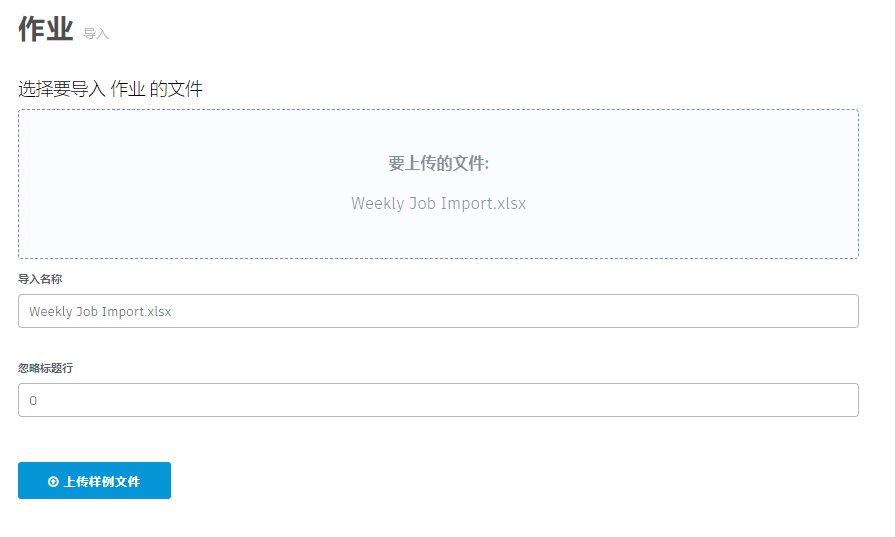 作业 导入
选择要导入 作业 的文件
要上传的文件:
Weekly Job Import.xlsx
导入名称
Weekly Job Import.xlsx
忽略标题行
0
上传样例文件